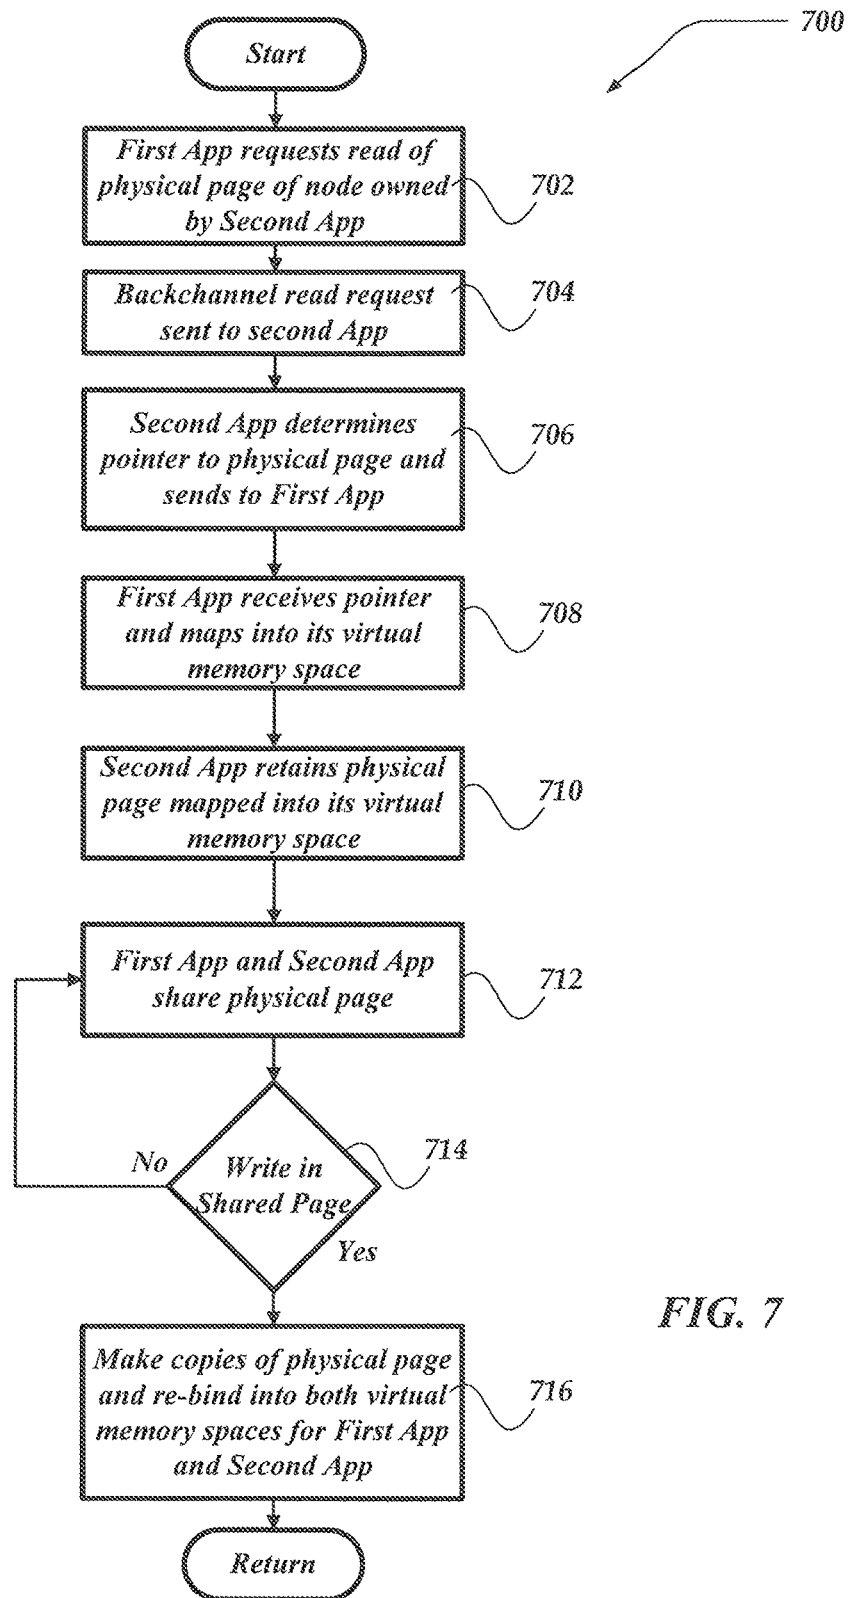 700
Start
First App requests read of
physical page of node owned
by Second App
702
Backchannel read request
sent to second App
704
Second App determines
pointer to physical page and
sends to First App
706
First App receives pointer
and maps into its virtual
memory space
708
Second App retains physical
page mapped into its virtual
memory space
710
First App and Second App
share physical page
712
Write in
Shared Page
714
No
Yes
Make copies of physical page
and re-bind into both virtual
memory spaces for First App
and Second App
716
Return
FIG. 7